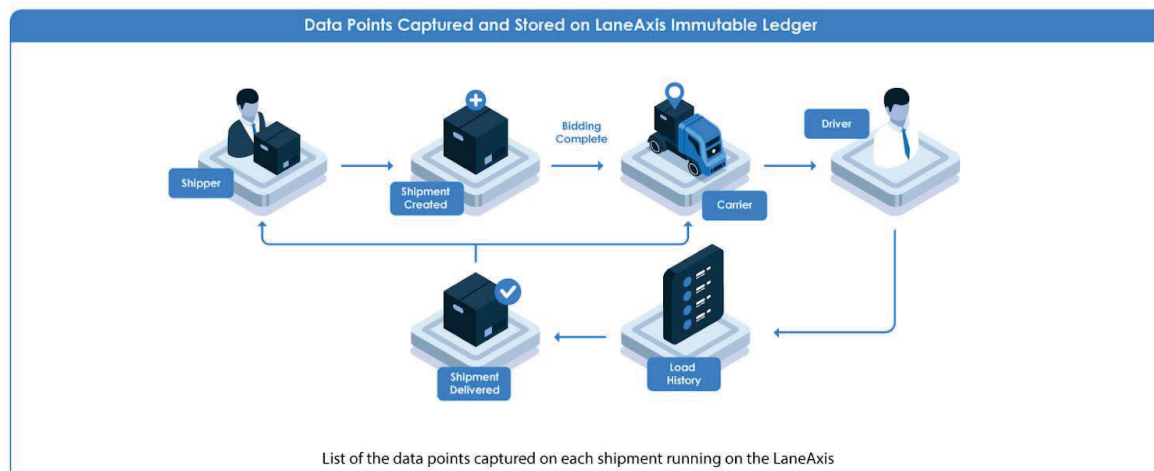 Data Points Captured and Stored on LaneAxis Immutable Ledger
Shipper
Shipment
Created
Bidding
Complete
Carrier
Driver
Shipment
Delivered
Load
History
List of the data points captured on each shipment running on the LaneAxis